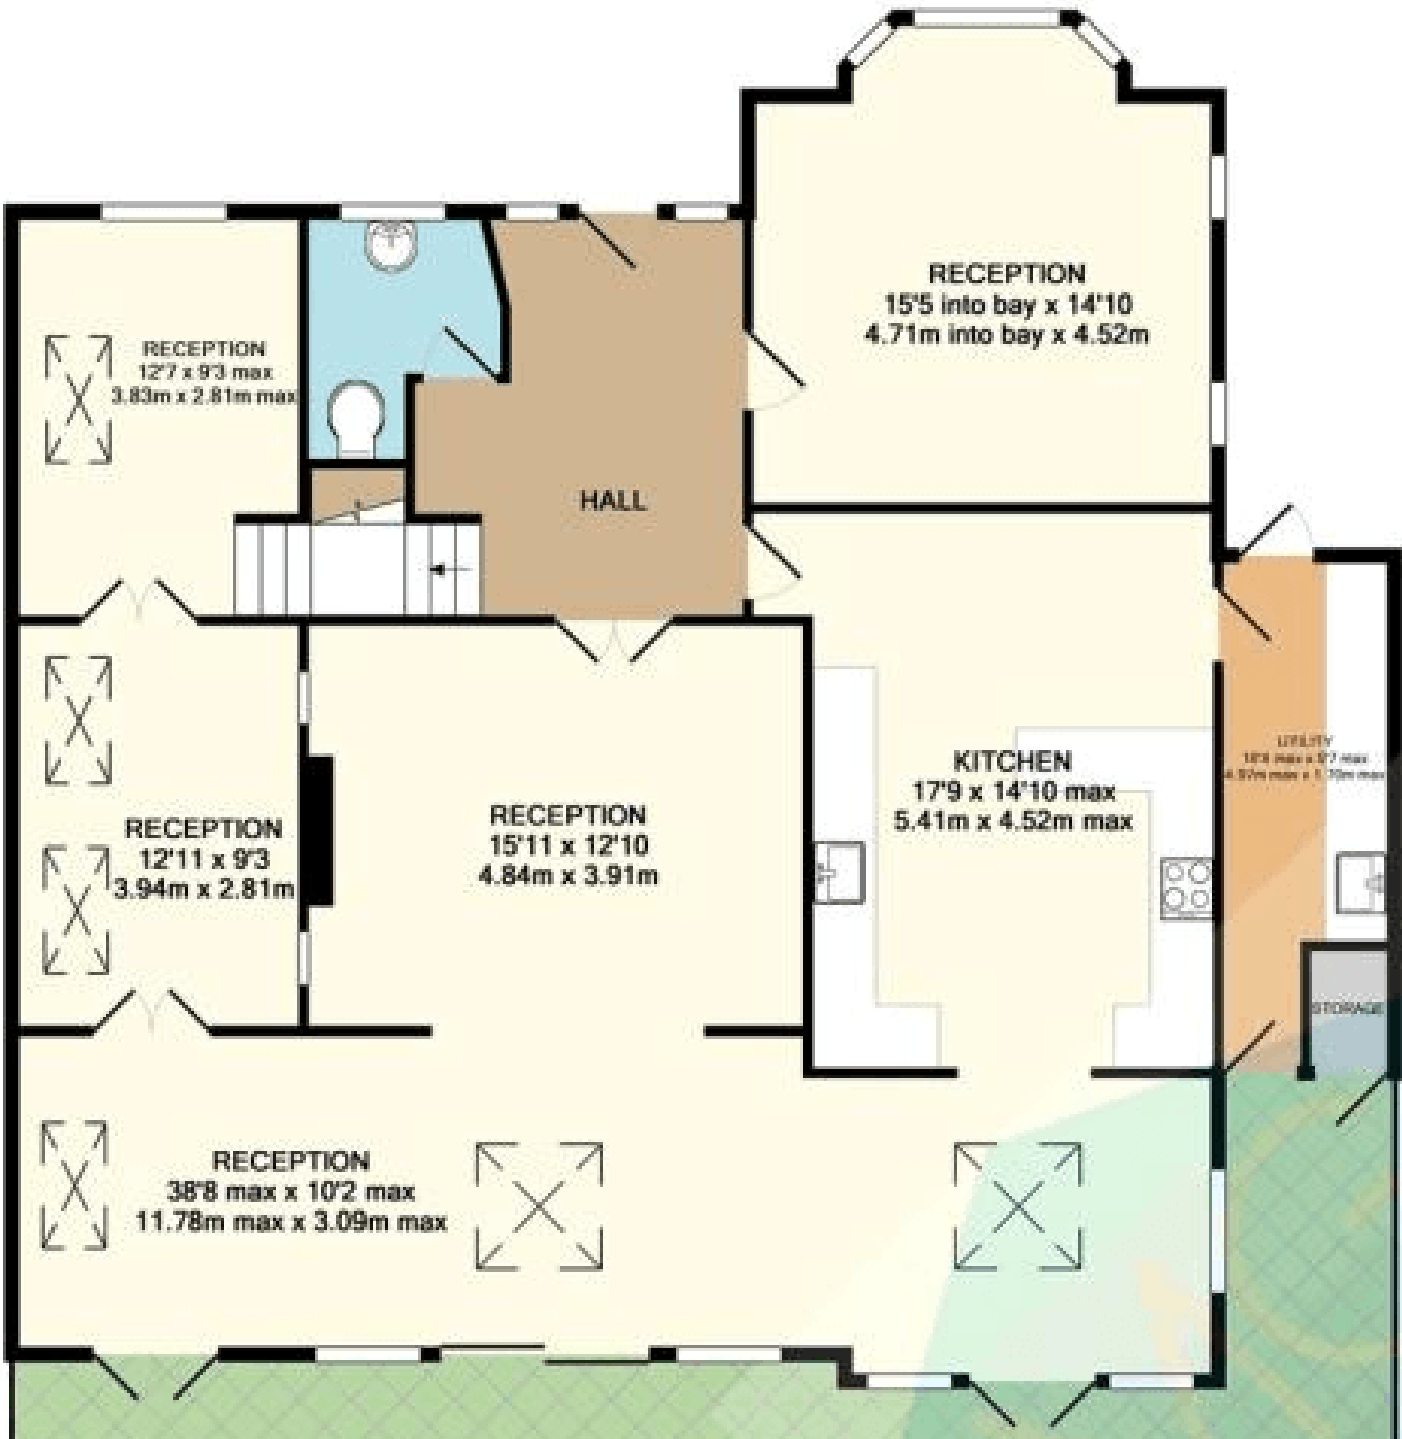 RECEPTION
15'5 into bay x 14'10
4.71m into bay x 4.52m
RECEPTION
12'7 x 9'3 max
3.83m x 2.81m max
HALL
UTILITY
KITCHEN
17'9 x 14'10 max
5.41m x 4.52m max
RECEPTION
15'11 x 12'10
4.84m x 3.91m
RECEPTION
12'11 x 9'3
3.94m x 2.81m
STORAGE
RECEPTION
38'8 max x 10'2 max
11.78m max x 3.09m max